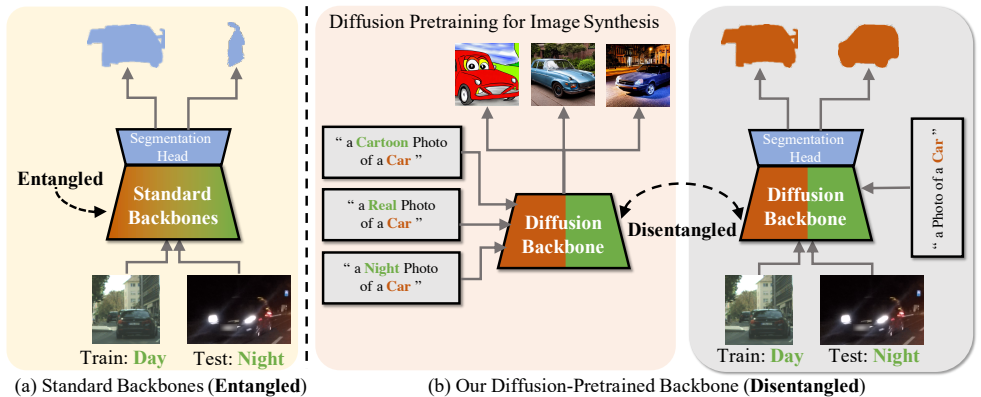 Segmentation
Head
Entangled
Standard
Backbones
Train: Day
Test: Night
(a) Standard Backbones (Entangled)
Diffusion Pretraining for Image Synthesis
“ a Cartoon Photo
of a Car ”
“ a Real Photo
of a Car ”
“ a Night Photo
of a Car ”
Diffusion
Backbone
Disentangled
Segmentation
Head
Diffusion
Backbone
“ a Photo of a Car ”
Train: Day
Test: Night
(b) Our Diffusion-Pretrained Backbone (Disentangled)